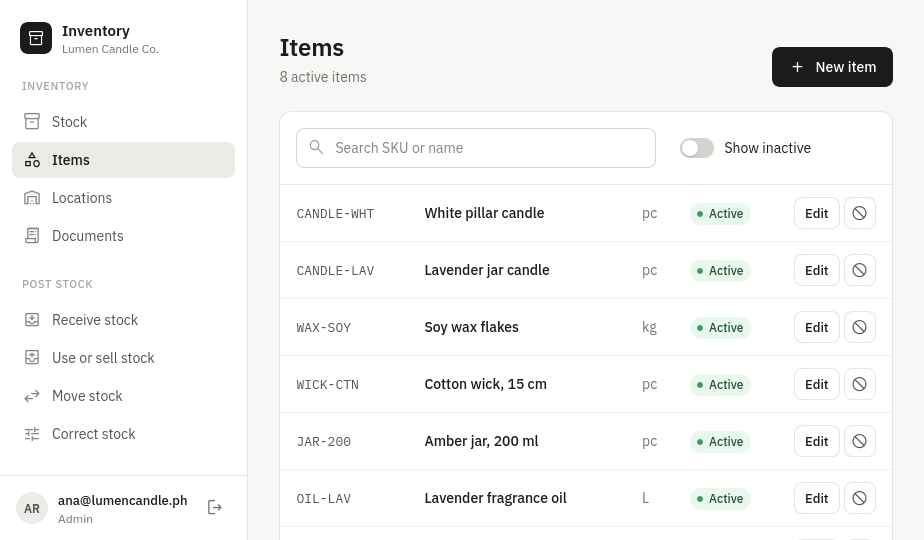 Inventory
Lumen Candle Co.
INVENTORY
Stock
Items
Locations
Documents
POST STOCK
Receive stock
Use or sell stock
Move stock
Correct stock
AR
ana@lumencandle.ph
Admin
Items
8 active items
New item
Search SKU or name
Show inactive
CANDLE-WHT White pillar candle pc Active Edit
CANDLE-LAV Lavender jar candle pc Active Edit
WAX-SOY Soy wax flakes kg Active Edit
WICK-CTN Cotton wick, 15 cm pc Active Edit
JAR-200 Amber jar, 200 ml pc Active Edit
OIL-LAV Lavender fragrance oil L Active Edit